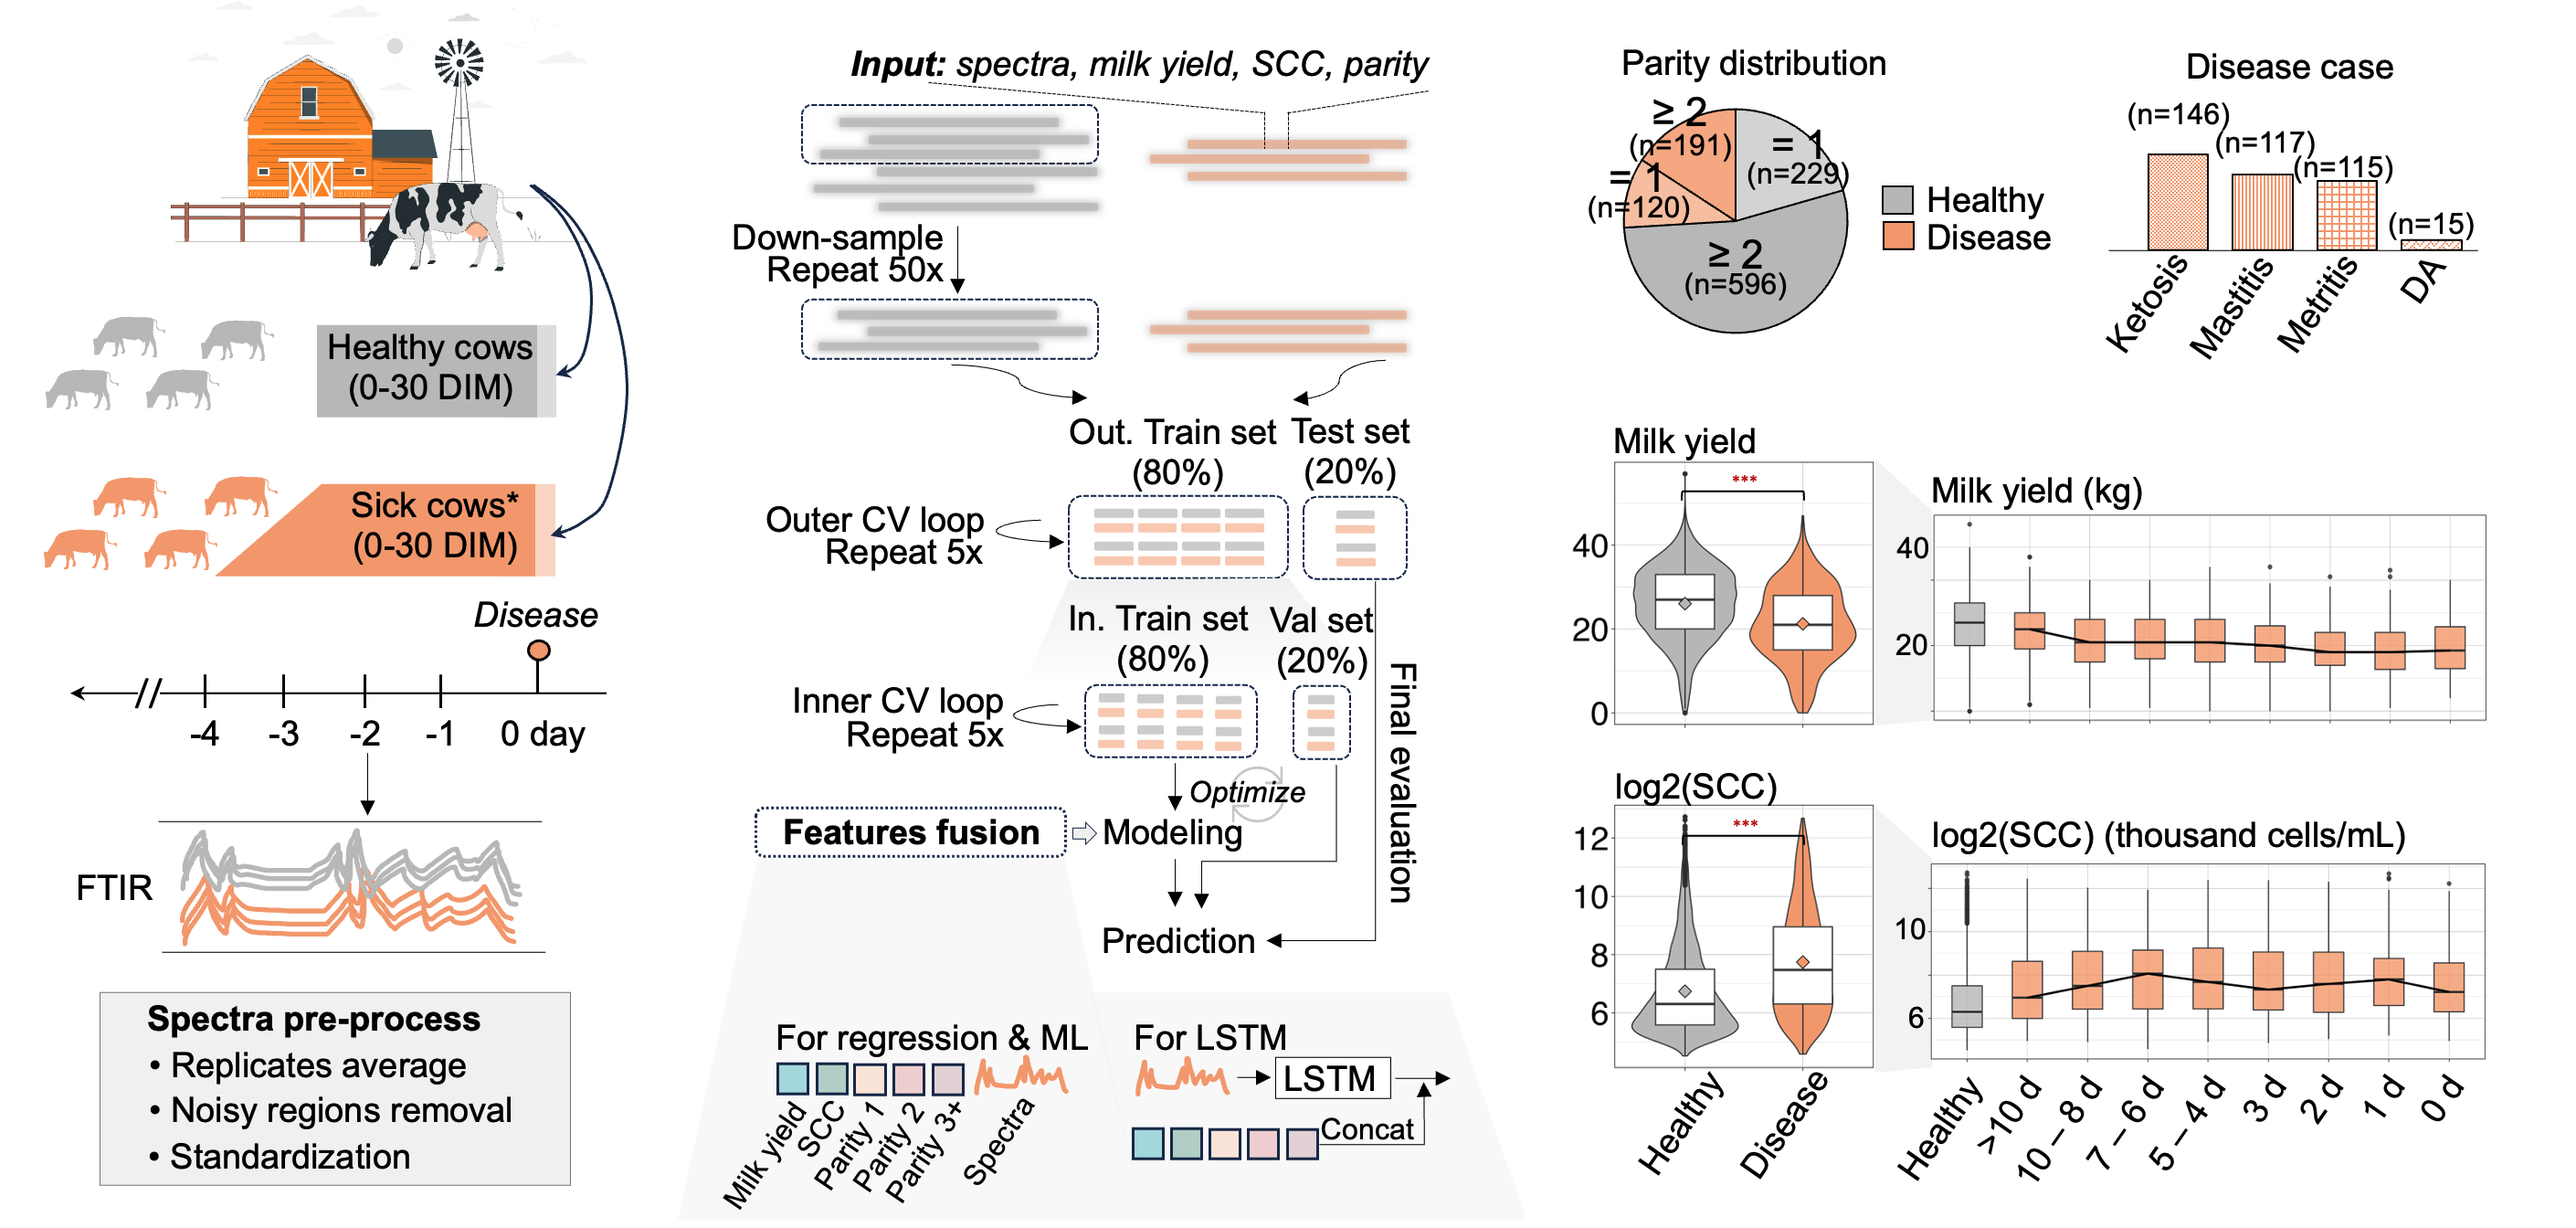 Healthy cows
(0-30 DIM)
Sick cows*
(0-30 DIM)
Disease
-4
-3
-2
-1
0 day
FTIR
Spectra pre-process
• Replicates average
• Noisy regions removal
• Standardization
Input: spectra, milk yield, SCC, parity
Down-sample
Repeat 50x
Out. Train set
(80%)
Test set
(20%)
Outer CV loop
Repeat 5x
In. Train set
(80%)
Val set
(20%)
Inner CV loop
Repeat 5x
Final evaluation
Optimize
Features fusion
Modeling
Prediction
For regression & ML
Milk yield
SCC
Parity 1
Parity 2
Parity 3+
Spectra
For LSTM
LSTM
Concat
Parity distribution
≥ 2
(n=191)
= 1
(n=229)
= 1
(n=120)
≥ 2
(n=596)
Healthy
Disease
Disease case
(n=146)
(n=117)
(n=115)
(n=15)
Ketosis
Mastitis
Metritis
DA
Milk yield
***
40
20
0
Milk yield (kg)
40
20
log2(SCC)
***
12
10
8
6
Healthy
Disease
log2(SCC) (thousand cells/mL)
10
6
Healthy
>10 d
10 – 8 d
7 – 6 d
5 – 4 d
3 d
2 d
1 d
0 d